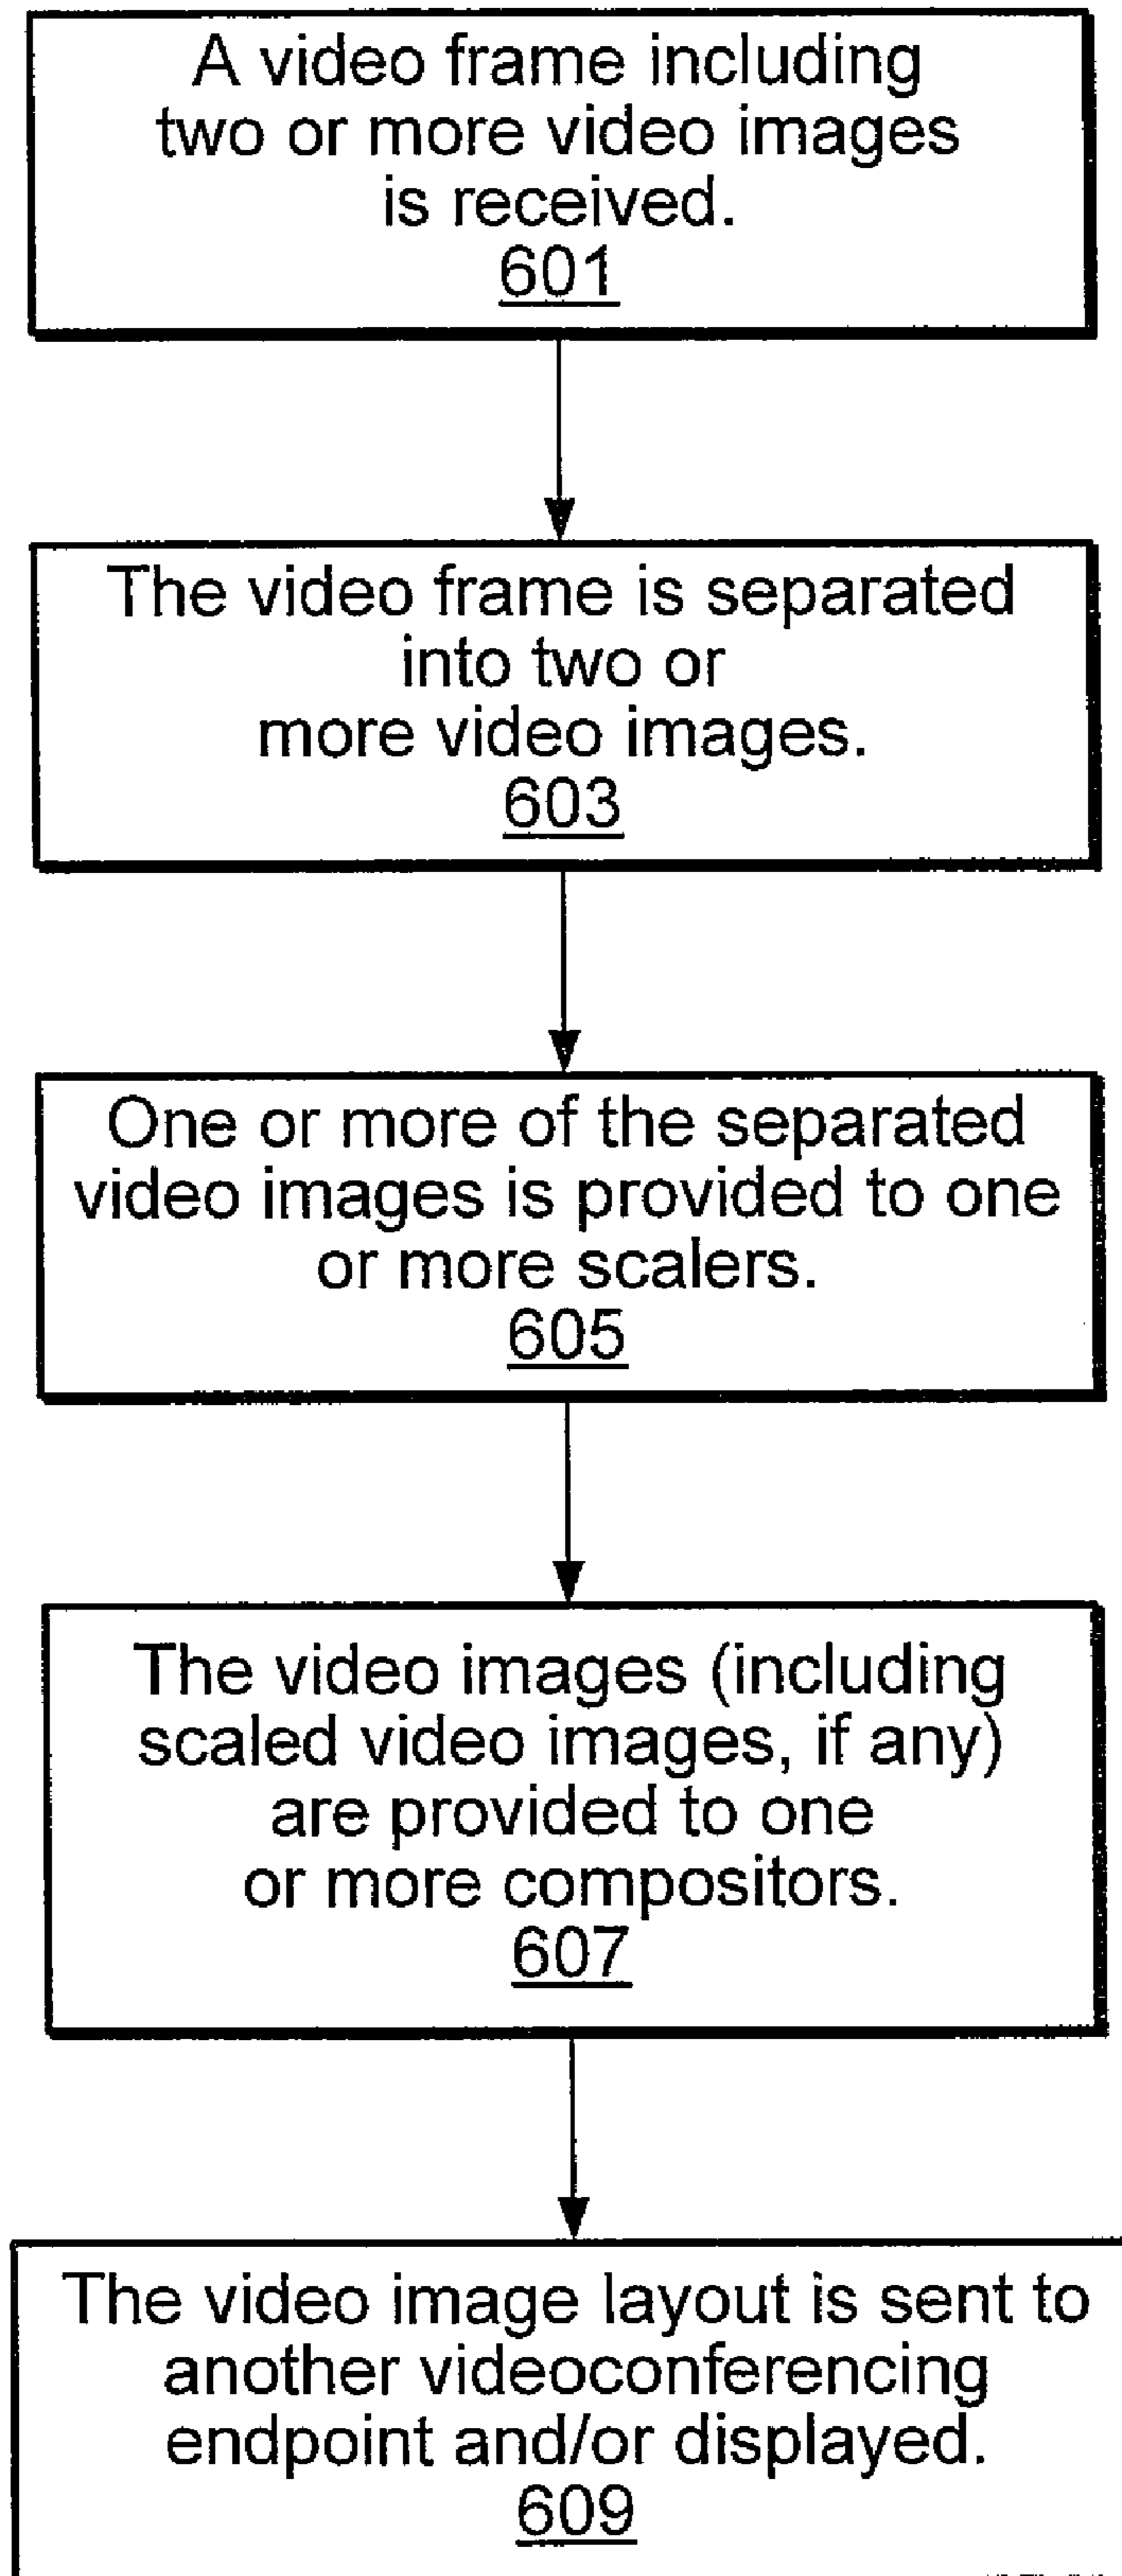 A video frame including
two or more video images
is received.
601
The video frame is separated
into two or
more video images.
603
One or more of the separated
video images is provided to one
or more scalers.
605
The video images (including
scaled video images, if any)
are provided to one
or more compositors.
607
The video image layout is sent to
another videoconferencing
endpoint and/or displayed.
609